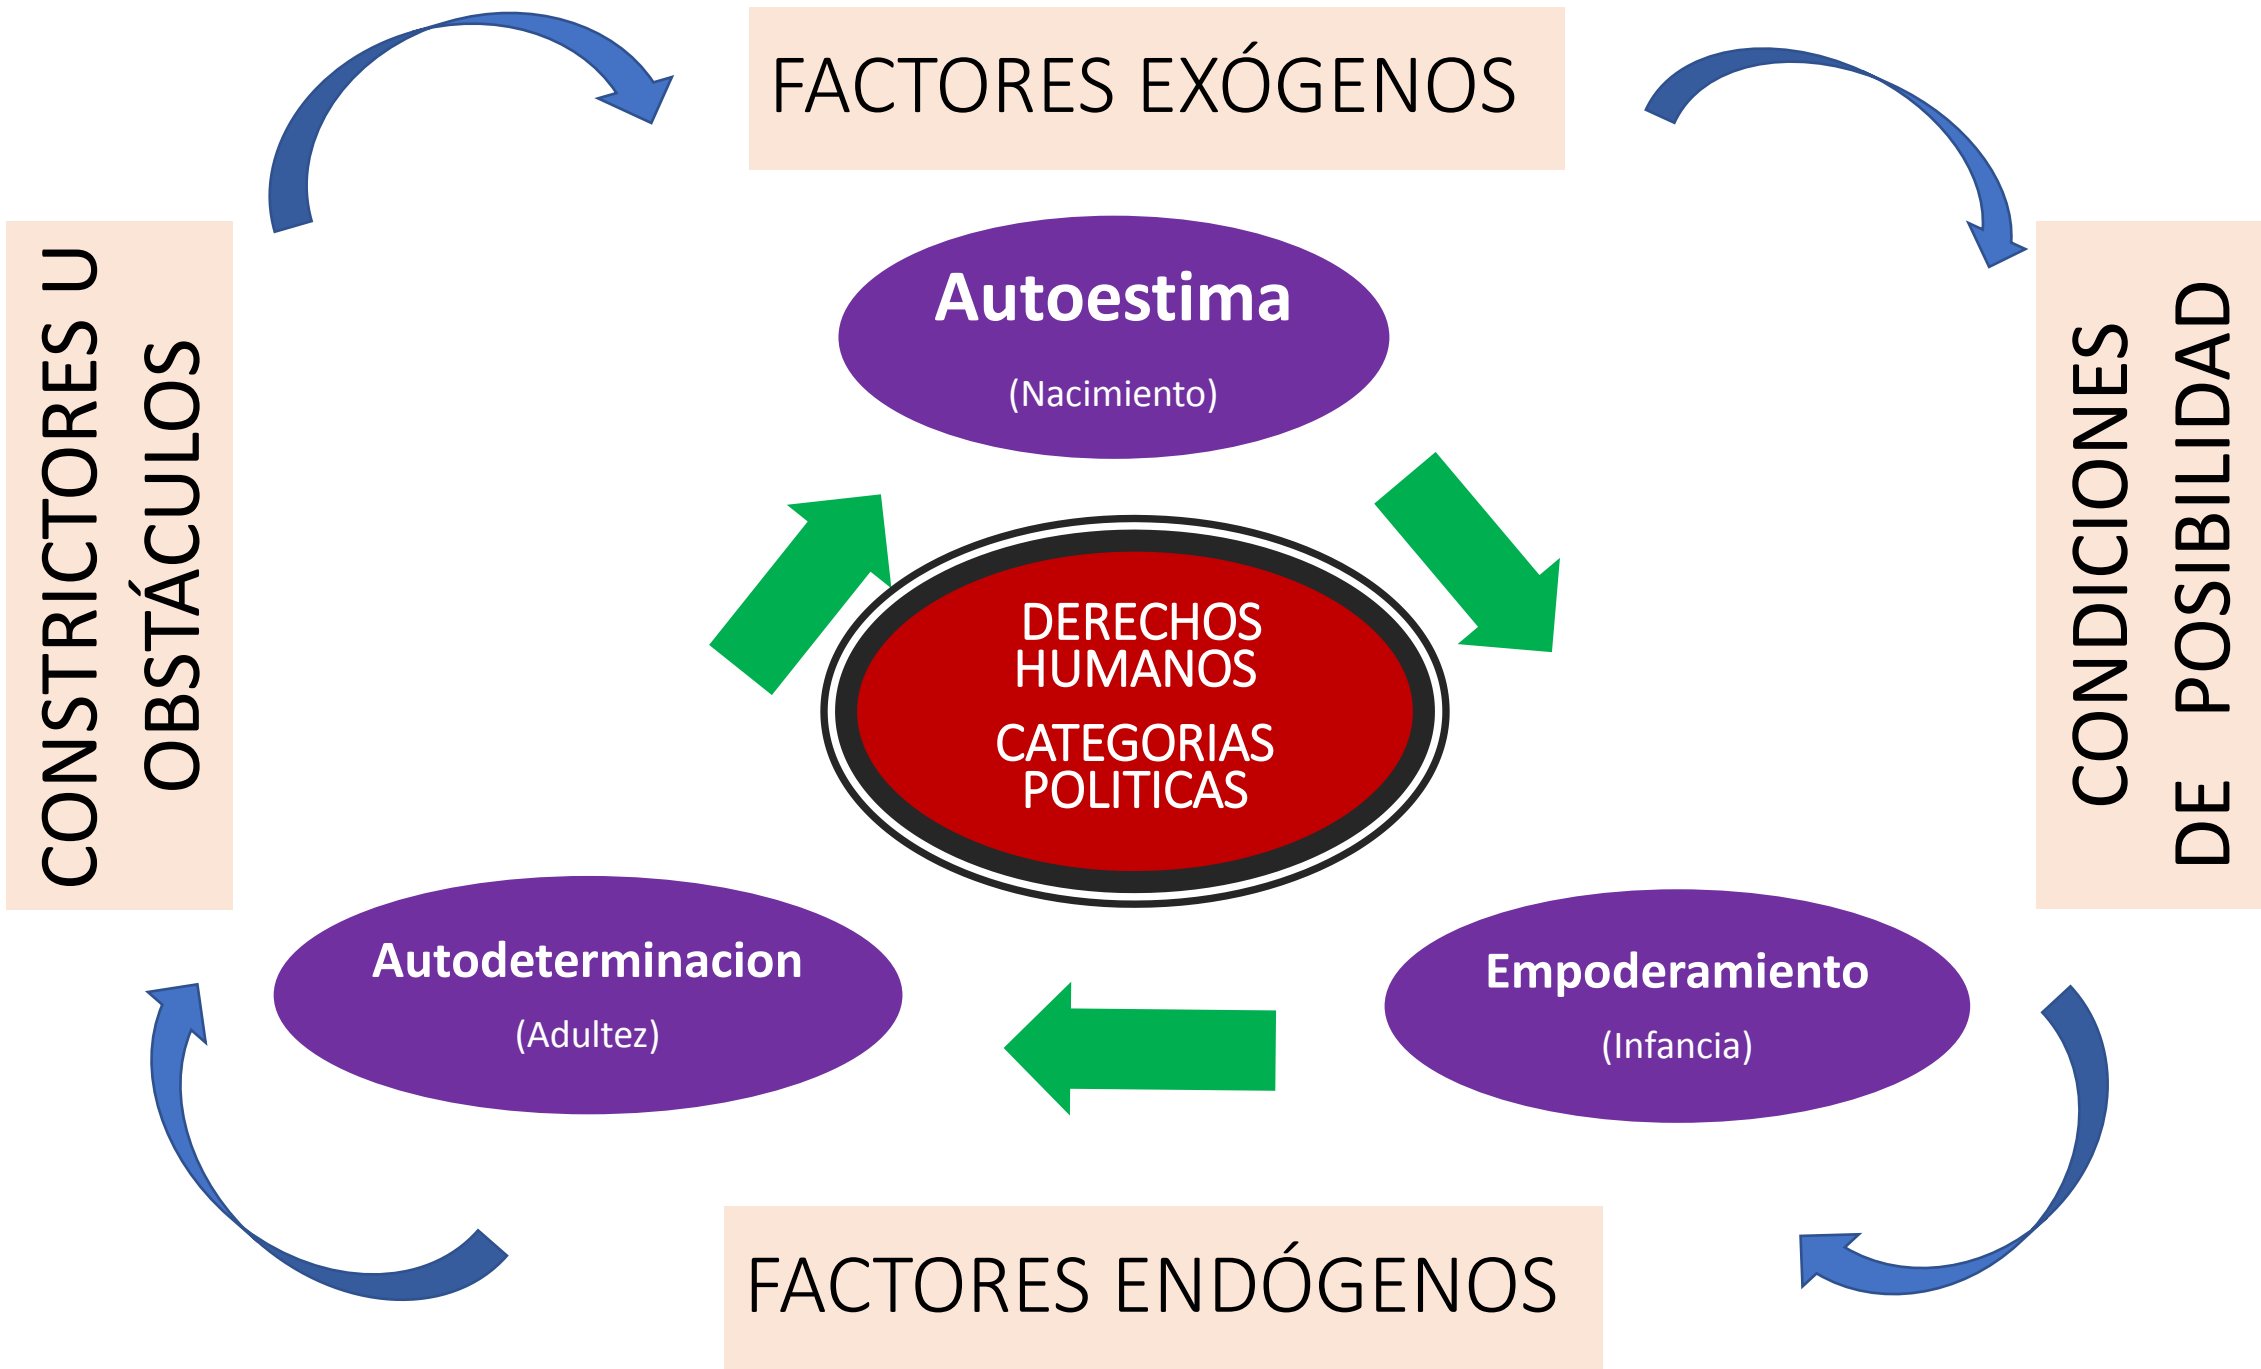 FACTORES EXÓGENOS
CONSTRICTORES U
OBSTÁCULOS
Autoestima
(Nacimiento)
CONDICIONES
DE POSIBILIDAD
DERECHOS
HUMANOS
CATEGORIAS
POLITICAS
Autodeterminacion
(Adultez)
Empoderamiento
(Infancia)
FACTORES ENDÓGENOS